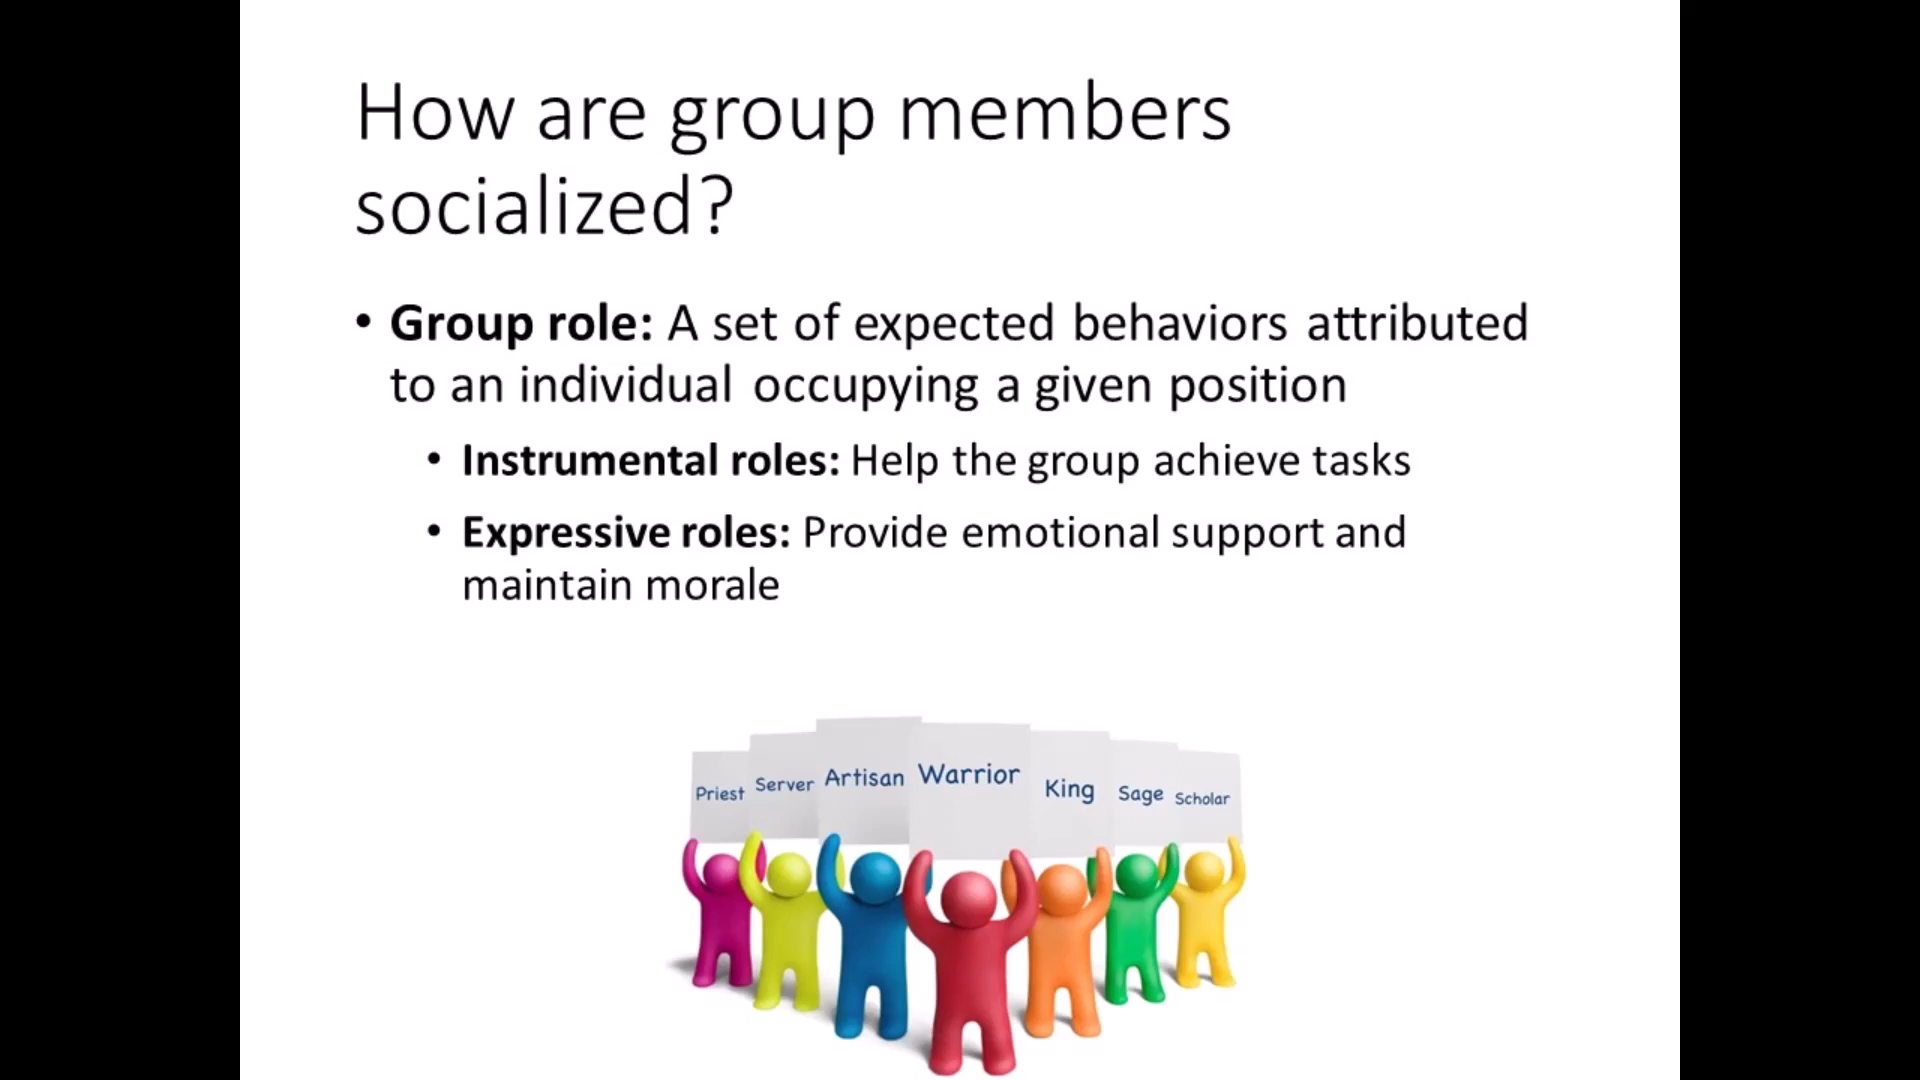 How are group members
socialized?
• Group role: A set of expected behaviors attributed
to an individual occupying a given position
• Instrumental roles: Help the group achieve tasks
• Expressive roles: Provide emotional support and
maintain morale
Priest Server Artisan Warrior King Sage Scholar